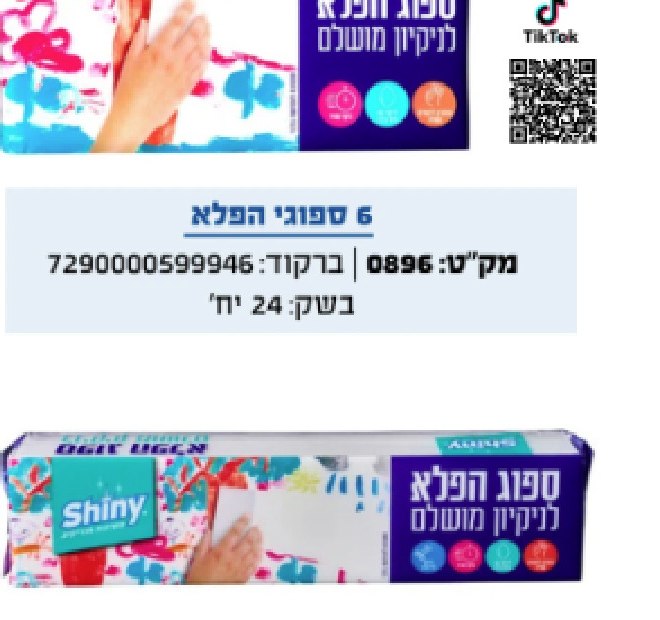 ספוג הפלא
לניקיון מושלם
TikTok
6 ספוגי הפלא
מק"ט: 0896 | ברקוד: 7290000599946
בשק: 24 יח'
Shiny
ספוג הפלא
לניקיון מושלם
Shiny